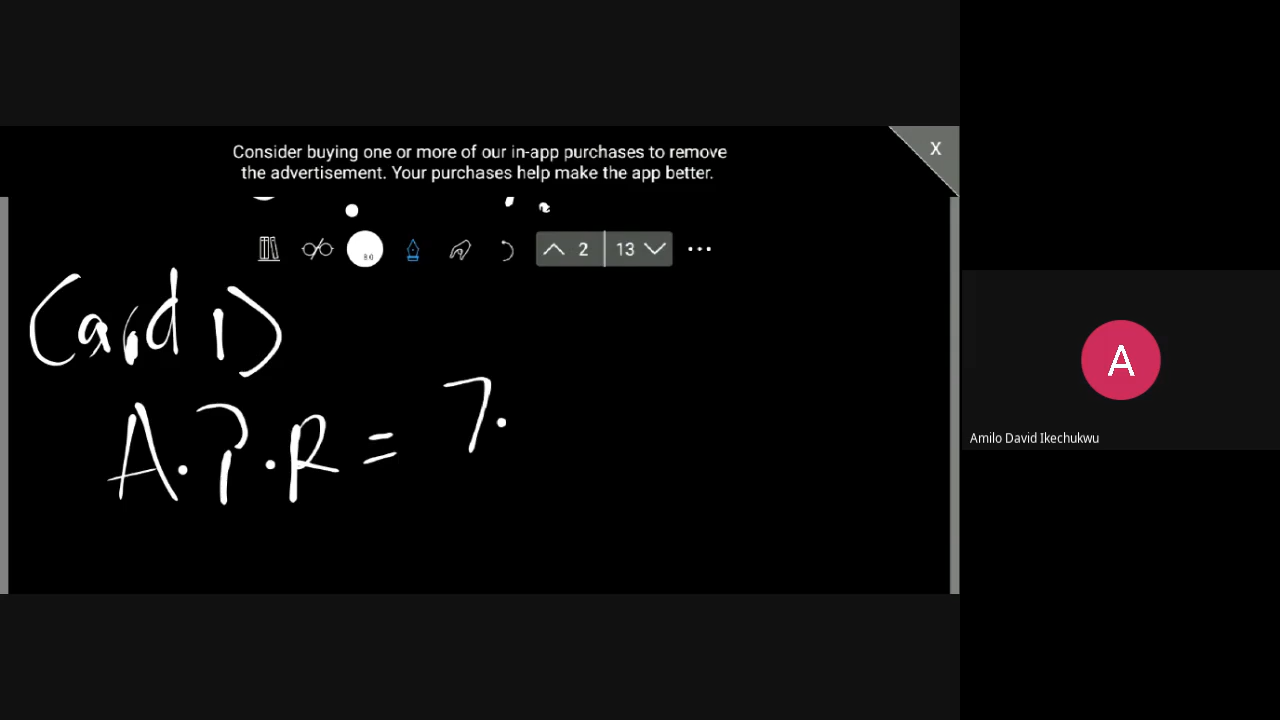 Consider buying one or more of our in-app purchases to remove
the advertisement. Your purchases help make the app better.
X
2 13
Card 1)
A.P.R = 7.
A
Amilo David Ikechukwu